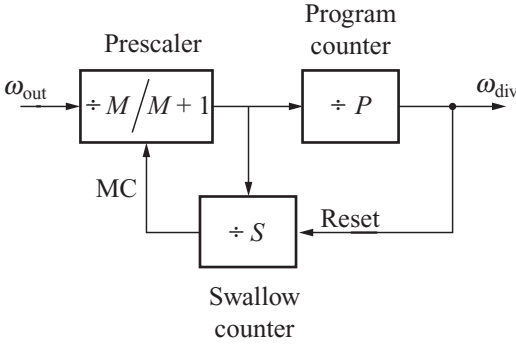 Program
counter
Prescaler
ω_out
÷ M/M + 1
÷ P
ω_div
MC
÷ S
Reset
Swallow
counter